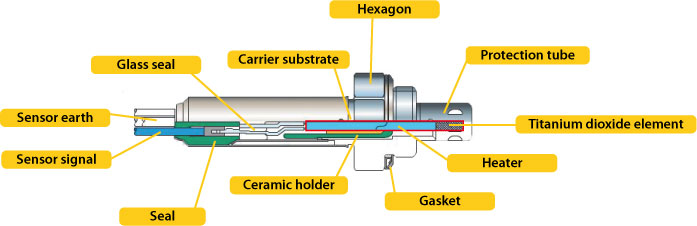 Hexagon
Glass seal
Carrier substrate
Protection tube
Sensor earth
Titanium dioxide element
Sensor signal
Heater
Ceramic holder
Gasket
Seal